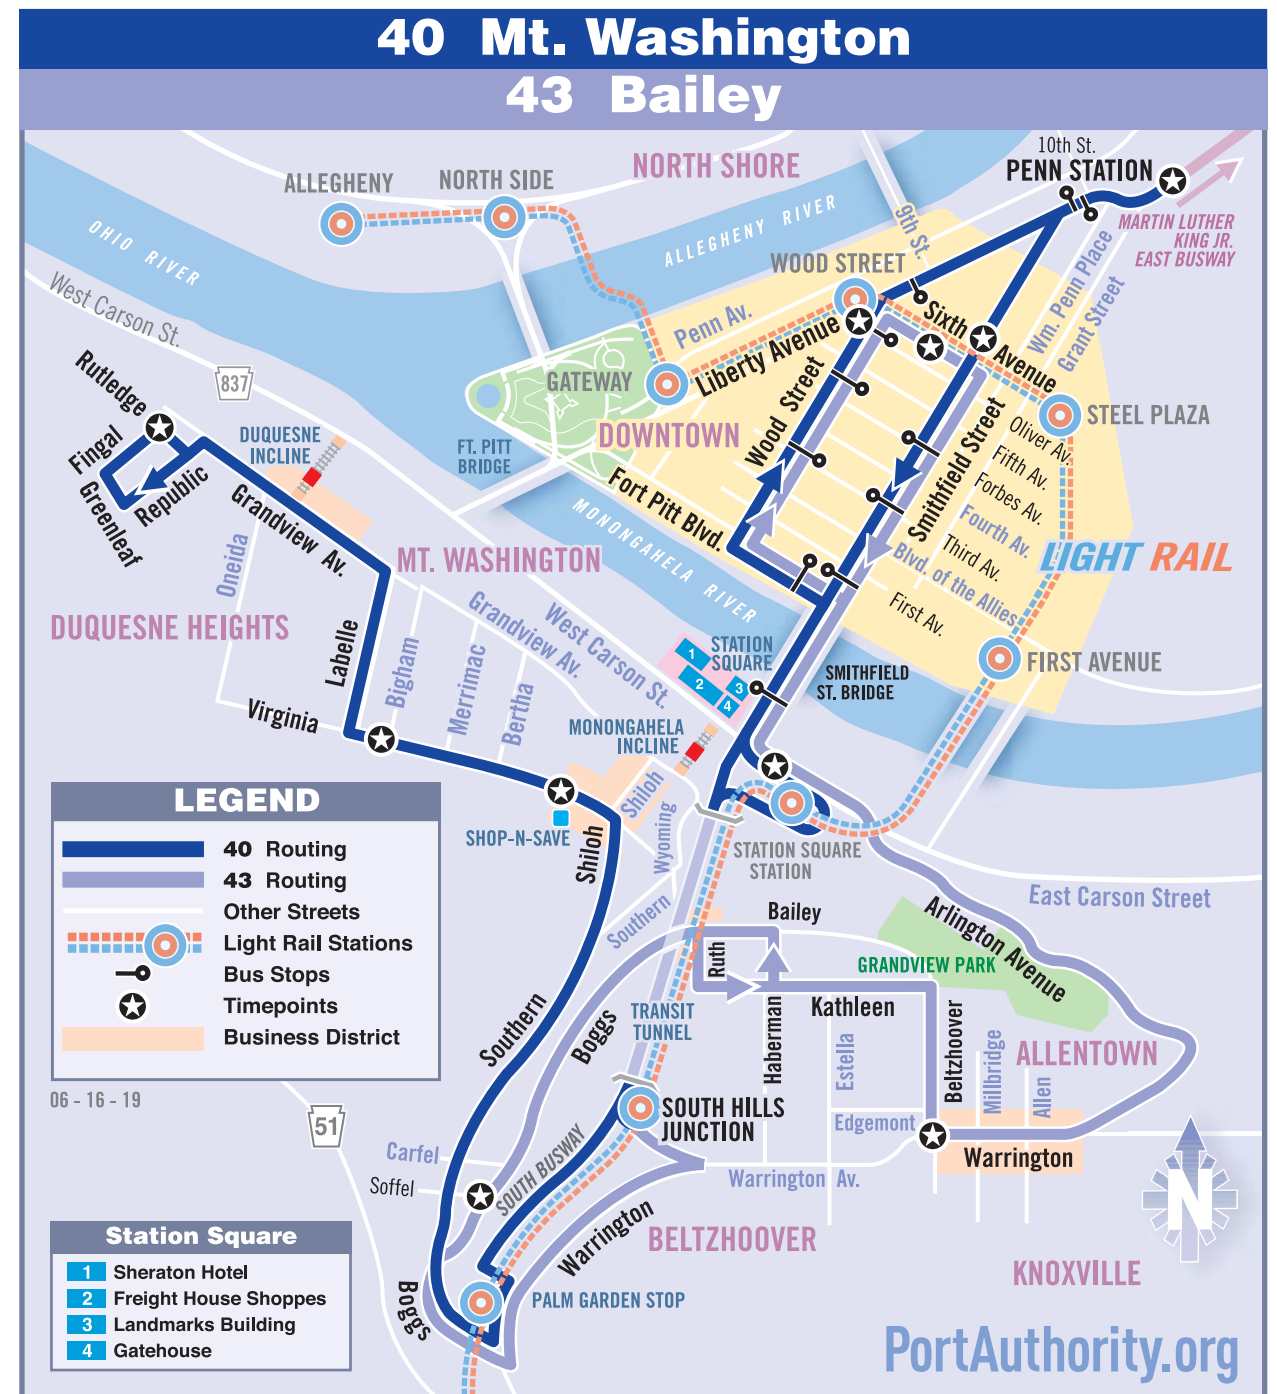 40 Mt. Washington
43 Bailey
10th St.
PENN STATION
NORTH SHORE
NORTH SIDE
ALLEGHENY
MARTIN LUTHER
KING JR.
EAST BUSWAY
9th St.
ALLEGHENY RIVER
OHIO RIVER
WOOD STREET
Wm. Penn Place
Grant Street
West Carson St.
Penn Av.
Sixth Avenue
Liberty Avenue
837
GATEWAY
Rutledge
STEEL PLAZA
DUQUESNE
INCLINE
FT. PITT
BRIDGE
DOWNTOWN
Wood Street
Smithfield Street
Oliver Av.
Fifth Av.
Forbes Av.
Fourth Av.
Third Av.
Blvd. of the Allies
First Av.
Fingal
Greenleaf
Republic
Grandview Av.
Fort Pitt Blvd.
MONONGAHELA RIVER
LIGHT RAIL
Oneida
MT. WASHINGTON
DUQUESNE HEIGHTS
Labelle
Bigham
Merrimac
Bertha
Grandview Av.
West Carson St.
STATION
SQUARE
1
2
3
4
SMITHFIELD
ST. BRIDGE
FIRST AVENUE
Virginia
MONONGAHELA
INCLINE
Shiloh
Wyoming
SHOP-N-SAVE
Shiloh
STATION SQUARE
STATION
LEGEND
40 Routing
43 Routing
Other Streets
Light Rail Stations
Bus Stops
Timepoints
Business District
06 - 16 - 19
East Carson Street
Southern
Bailey
Arlington Avenue
Ruth
GRANDVIEW PARK
Kathleen
Southern
Boggs
TRANSIT
TUNNEL
Haberman
Estella
Beltzhoover
Millbridge
Allen
ALLENTOWN
51
SOUTH HILLS
JUNCTION
Edgemont
Carfel
Soffel
SOUTH BUSWAY
Warrington
Warrington Av.
Warrington
BELTZHOOVER
N
KNOXVILLE
Station Square
1 Sheraton Hotel
2 Freight House Shoppes
3 Landmarks Building
4 Gatehouse
Boggs
PALM GARDEN STOP
PortAuthority.org